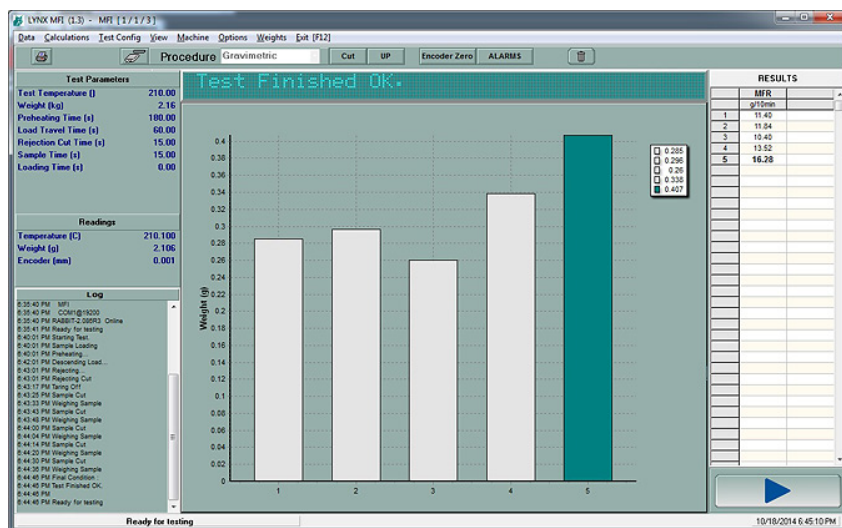 LYNX MFI (1.3) - MFI [ 1 / 1 / 3 ]
Data Calculations Test Config View Machine Options Weights Exit [F12]
Procedure Gravimetric Cut UP Encoder Zero ALARMS
Test Parameters
Test Temperature () 210.00
Weight (kg) 2.16
Preheating Time (s) 180.00
Load Travel Time (s) 60.00
Rejection Cut Time (s) 15.00
Sample Time (s) 15.00
Loading Time (s) 0.00
Readings
Temperature (C) 210.100
Weight (g) 2.106
Encoder (mm) 0.001
Log
6:35:40 PM MFI
6:35:40 PM COM1@19200
6:35:40 PM RABBIT-2.086R3 Online
6:35:41 PM Ready for testing
6:40:01 PM Starting Test.
6:40:01 PM Sample Loading
6:40:01 PM Preheating...
6:42:01 PM Descending Load...
6:43:01 PM Rejecting...
6:43:01 PM Rejecting Cut
6:43:17 PM Taring Off
6:43:25 PM Sample Cut
6:43:33 PM Weighing Sample
6:43:43 PM Sample Cut
6:43:48 PM Weighing Sample
6:44:00 PM Sample Cut
6:44:04 PM Weighing Sample
6:44:14 PM Sample Cut
6:44:20 PM Weighing Sample
6:44:30 PM Sample Cut
6:44:36 PM Weighing Sample
6:44:46 PM Final Condition :
6:44:46 PM Test Finished OK.
6:44:46 PM
6:44:46 PM Ready for testing
Test Finished OK.
Weight (g)
0.4
0.38
0.36
0.34
0.32
0.3
0.28
0.26
0.24
0.22
0.2
0.18
0.16
0.14
0.12
0.1
0.08
0.06
0.04
0.02
0
1 2 3 4 5
0.285
0.296
0.26
0.338
0.407
RESULTS
MFR
g/10min
1 11.40
2 11.84
3 10.40
4 13.52
5 16.28
Ready for testing
10/18/2014 6:45:10 PM